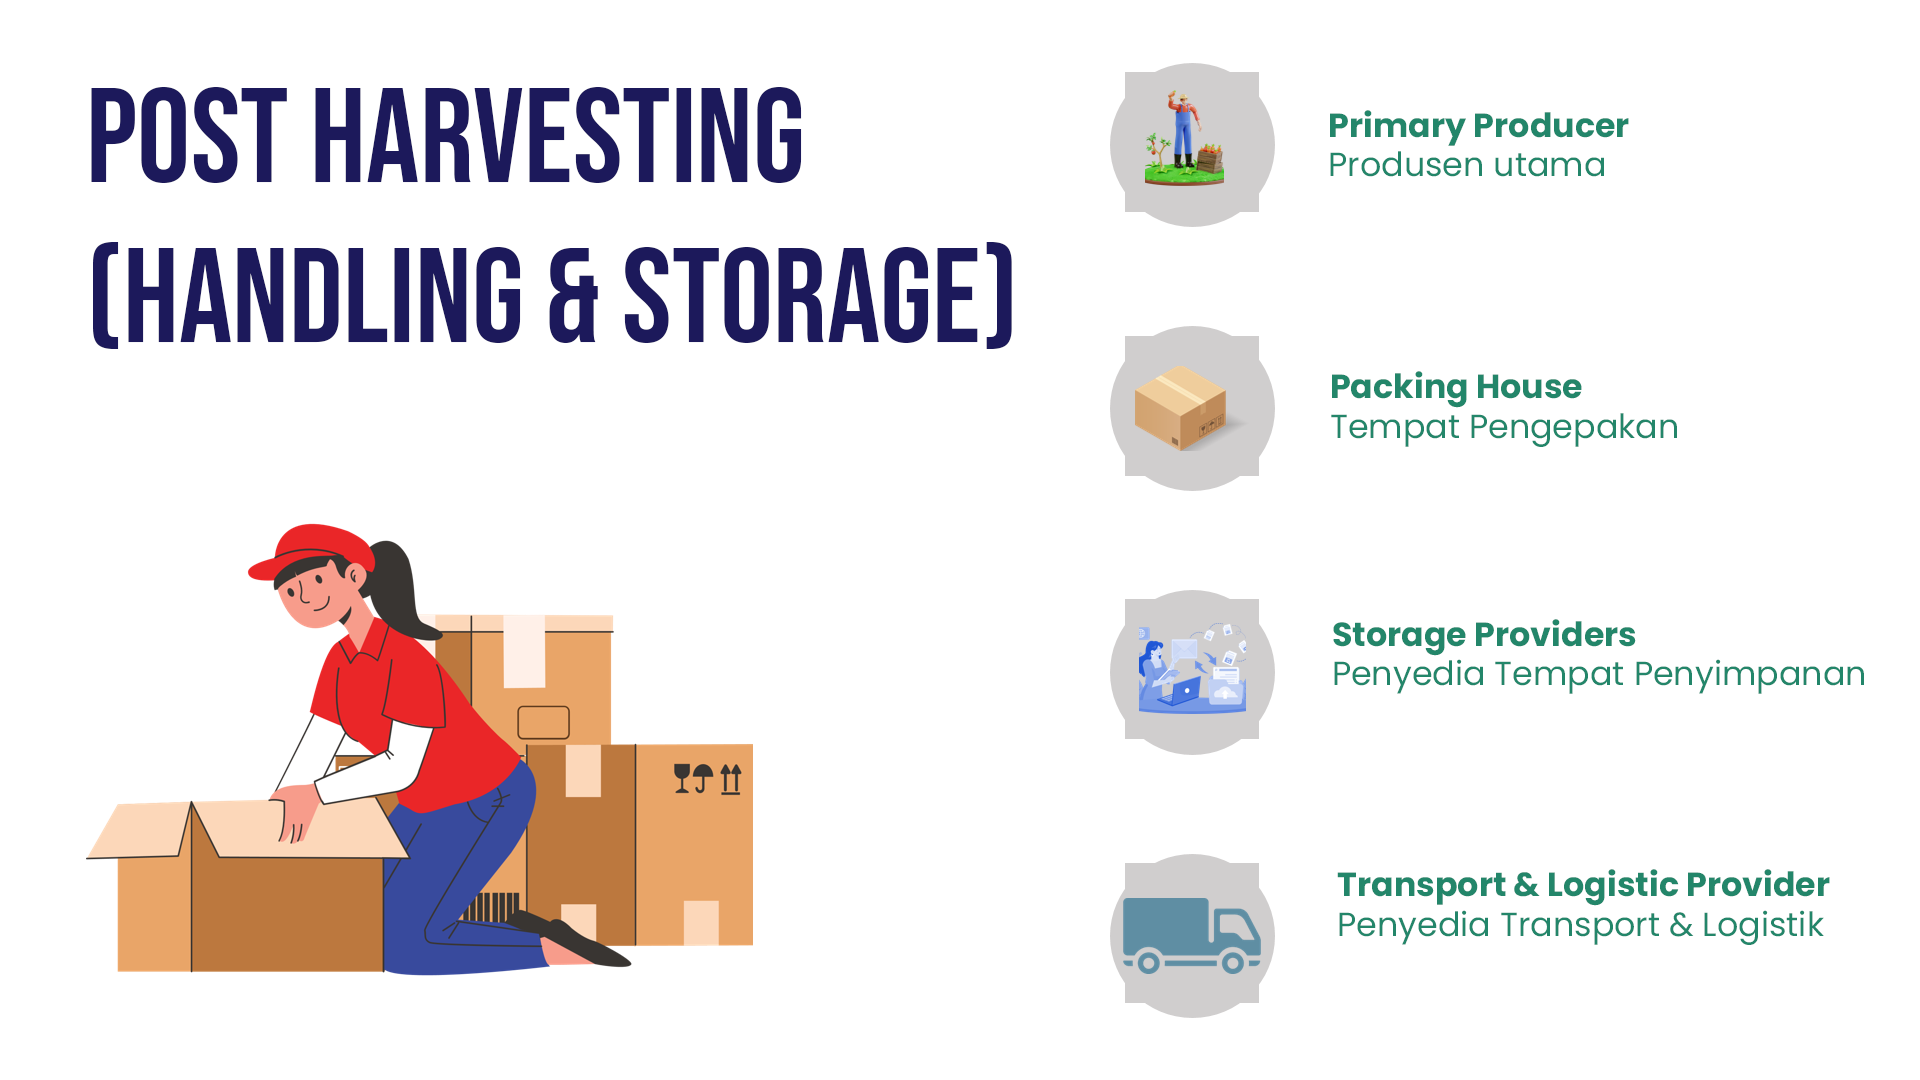 POST HARVESTING
(HANDLING & STORAGE)
Primary Producer
Produsen utama
Packing House
Tempat Pengepakan
Storage Providers
Penyedia Tempat Penyimpanan
Transport & Logistic Provider
Penyedia Transport & Logistik